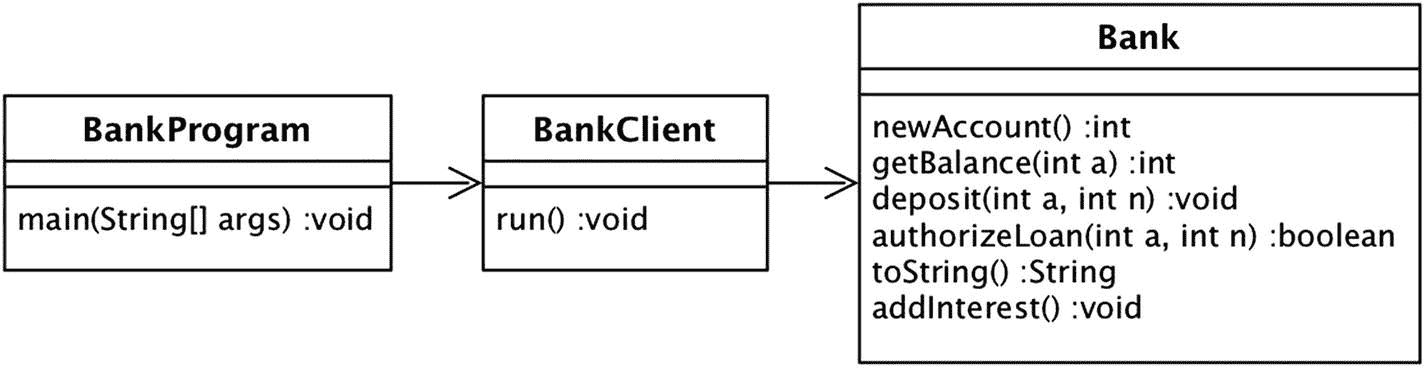 BankProgram
main(String[] args) :void
BankClient
run() :void
Bank
newAccount() :int
getBalance(int a) :int
deposit(int a, int n) :void
authorizeLoan(int a, int n) :boolean
toString() :String
addInterest() :void